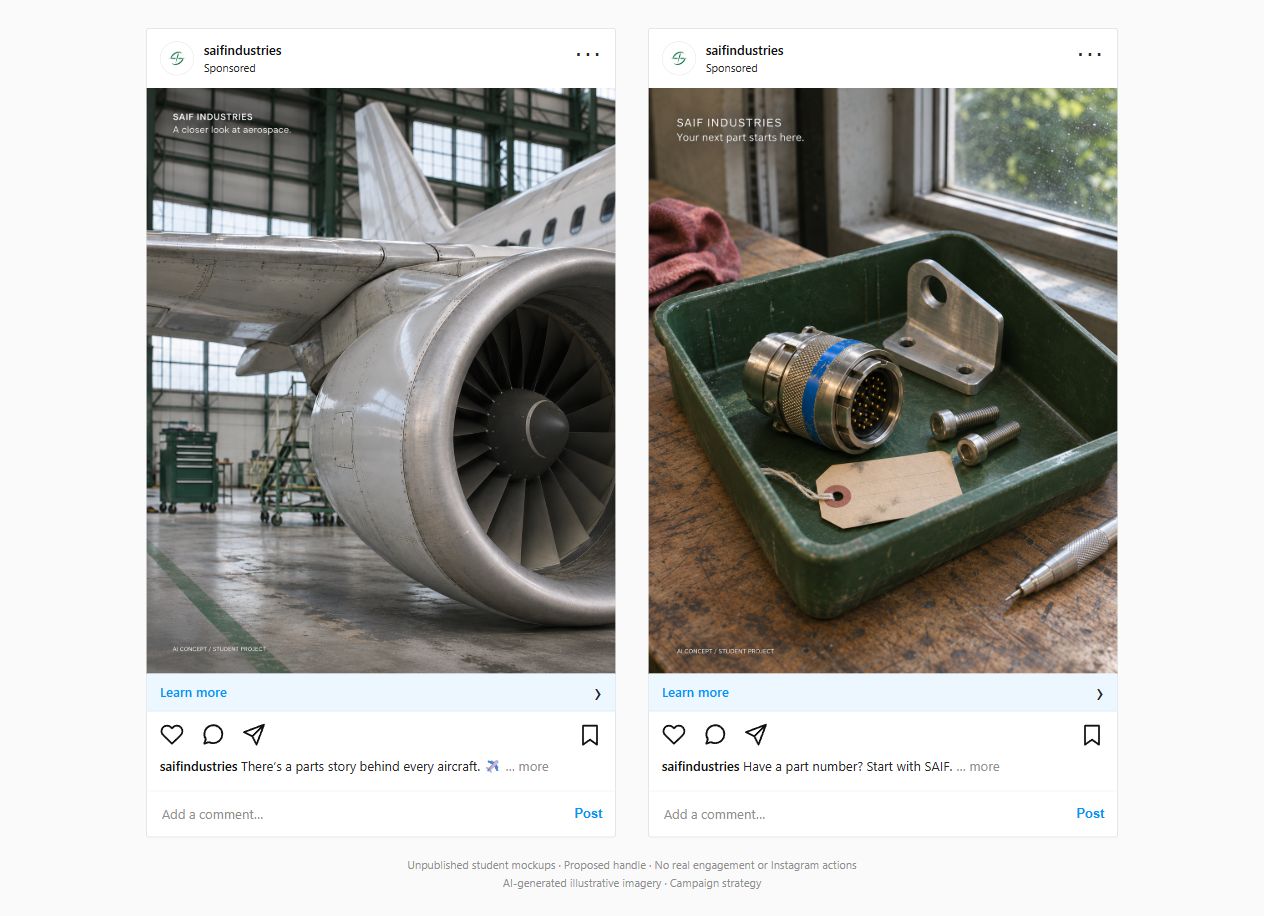 saifindustries
Sponsored
SAIF INDUSTRIES
A closer look at aerospace.
AI CONCEPT / STUDENT PROJECT
Learn more
saifindustries There's a parts story behind every aircraft. ✈️ ... more
Add a comment...
Post
saifindustries
Sponsored
SAIF INDUSTRIES
Your next part starts here.
AI CONCEPT / STUDENT PROJECT
Learn more
saifindustries Have a part number? Start with SAIF. ... more
Add a comment...
Post
Unpublished student mockups · Proposed handle · No real engagement or Instagram actions
AI-generated illustrative imagery · Campaign strategy